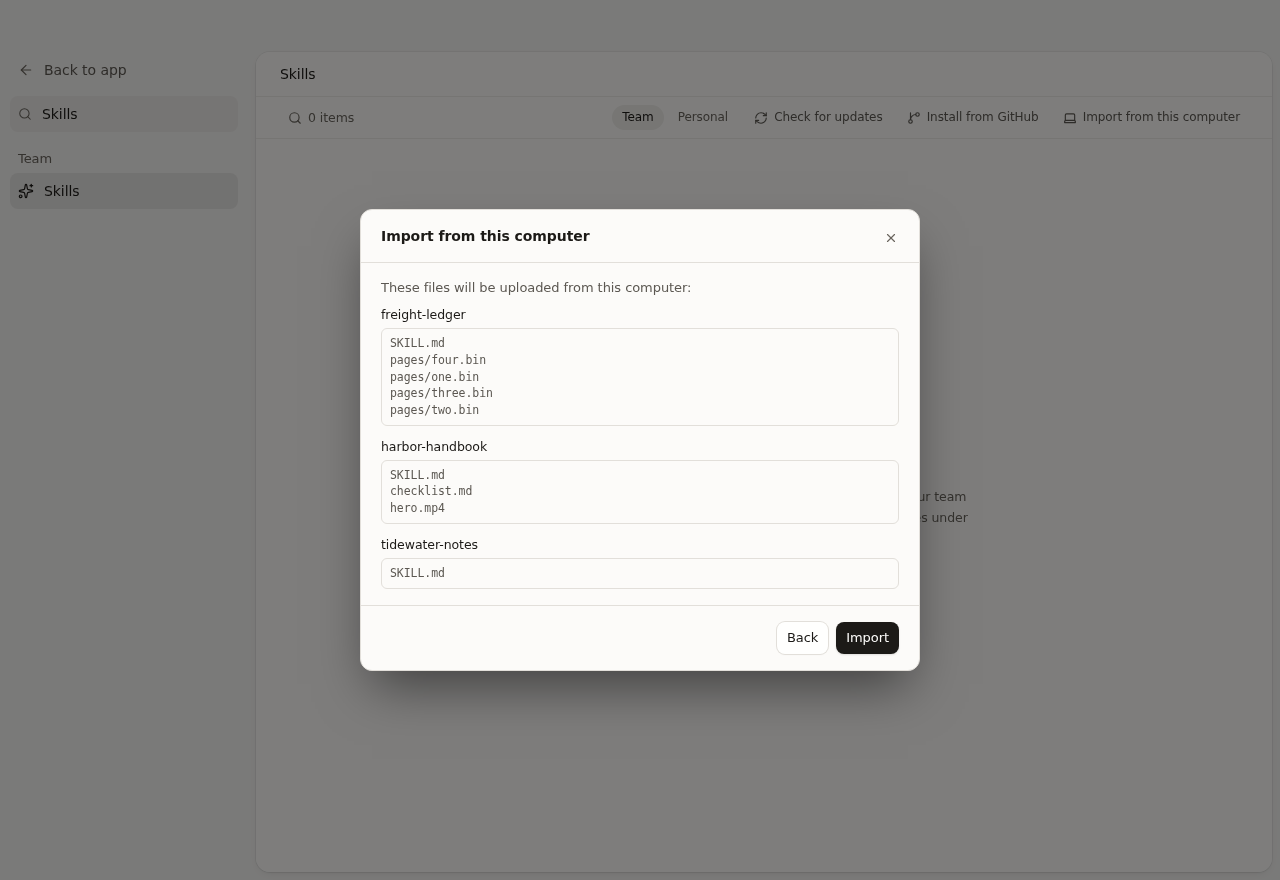 Back to app
Skills
Team
Skills
Skills
0 items
Team
Personal
Check for updates
Install from GitHub
Import from this computer
Import from this computer
These files will be uploaded from this computer:
freight-ledger
SKILL.md
pages/four.bin
pages/one.bin
pages/three.bin
pages/two.bin
harbor-handbook
SKILL.md
checklist.md
hero.mp4
tidewater-notes
SKILL.md
team
under
Back
Import